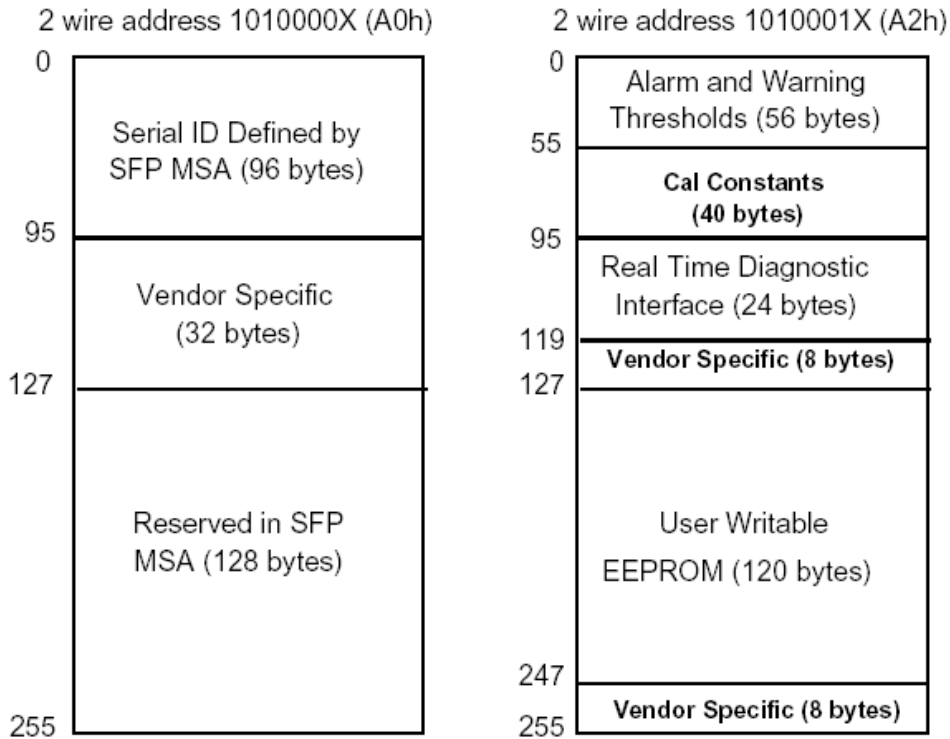 2 wire address 1010000X (A0h)
0
Serial ID Defined by
SFP MSA (96 bytes)
95
Vendor Specific
(32 bytes)
127
Reserved in SFP
MSA (128 bytes)
255
2 wire address 1010001X (A2h)
0
Alarm and Warning
Thresholds (56 bytes)
55
Cal Constants
(40 bytes)
95
Real Time Diagnostic
Interface (24 bytes)
119
Vendor Specific (8 bytes)
127
User Writable
EEPROM (120 bytes)
247
Vendor Specific (8 bytes)
255